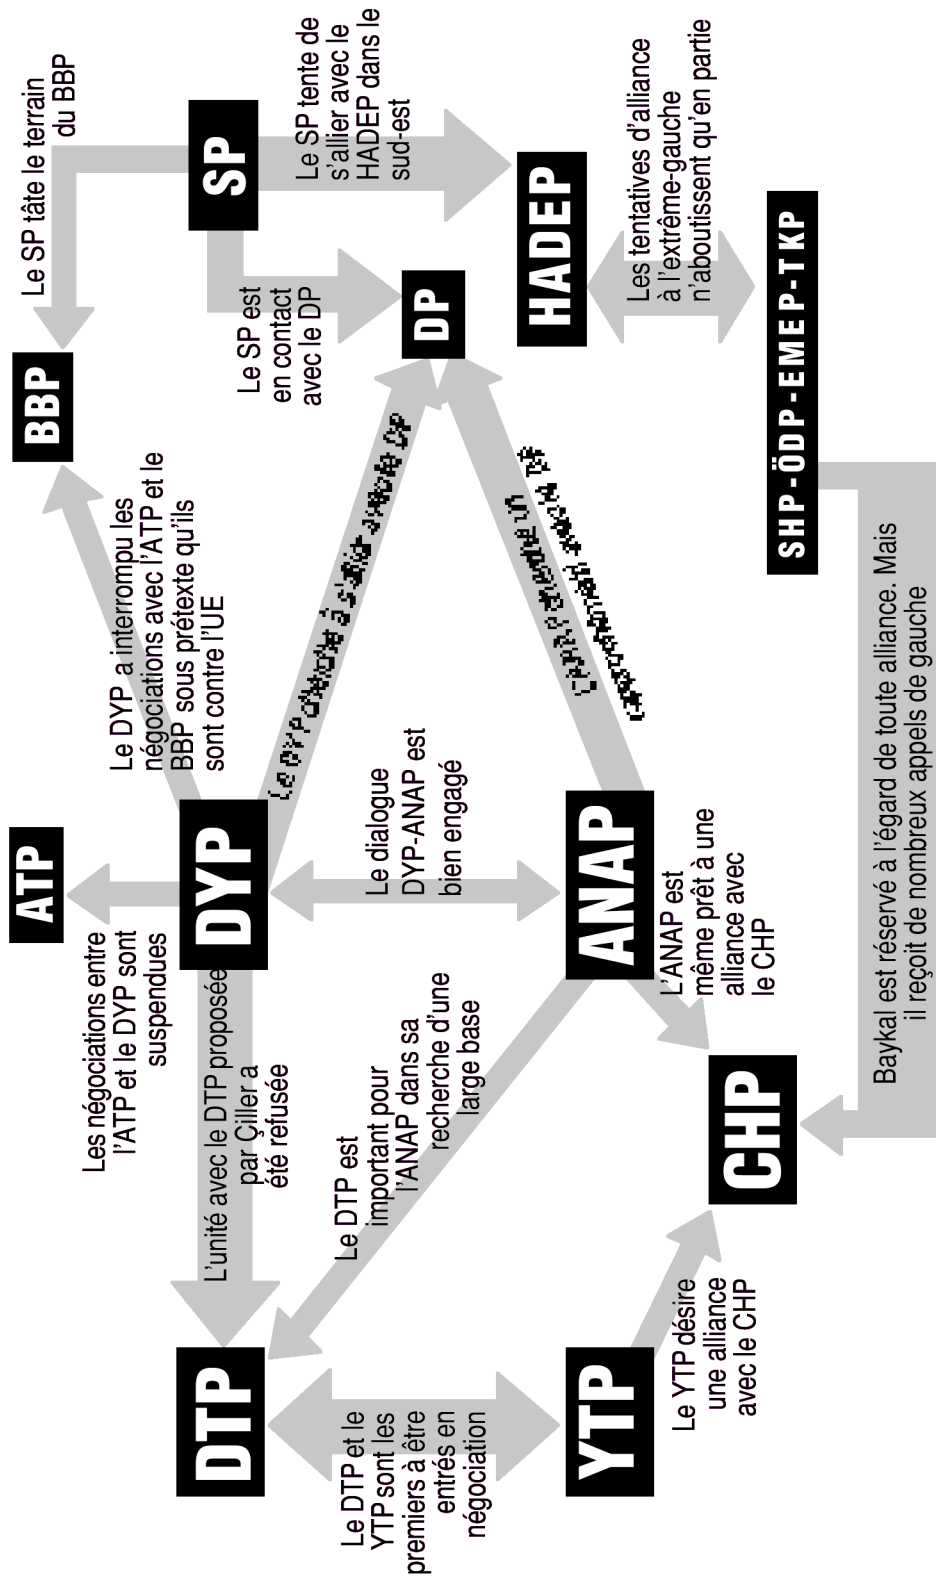 ATP
BBP
Le SP tâte le terrain
du BBP
Les négociations entre
l'ATP et le DYP sont
suspendues
Le DYP a interrompu les
négociations avec l'ATP et le
BBP sous prétexte qu'ils
sont contre l'UE
DTP
L'unité avec le DTP proposée
par Çiller a
été refusée
DYP
SP
Le SP est
en contact
avec le DP
Le SP tente de
s'allier avec le
HADEP dans le
sud-est
Le DYP
DP
Le DTP et le
YTP sont les
premiers à être
entrés en
négociation
Le DTP est
important pour
l'ANAP dans sa
recherche d'une
large base
Le dialogue
DYP-ANAP est
bien engagé
HADEP
YTP
ANAP
Les tentatives d'alliance
à l'extrême-gauche
n'aboutissent qu'en partie
Le YTP désire
une alliance
avec le CHP
L'ANAP est
même prêt à une
alliance avec
le CHP
CHP
SHP-ÖDP-EMEP-TKP
Baykal est réservé à l'égard de toute alliance. Mais
il reçoit de nombreux appels de gauche